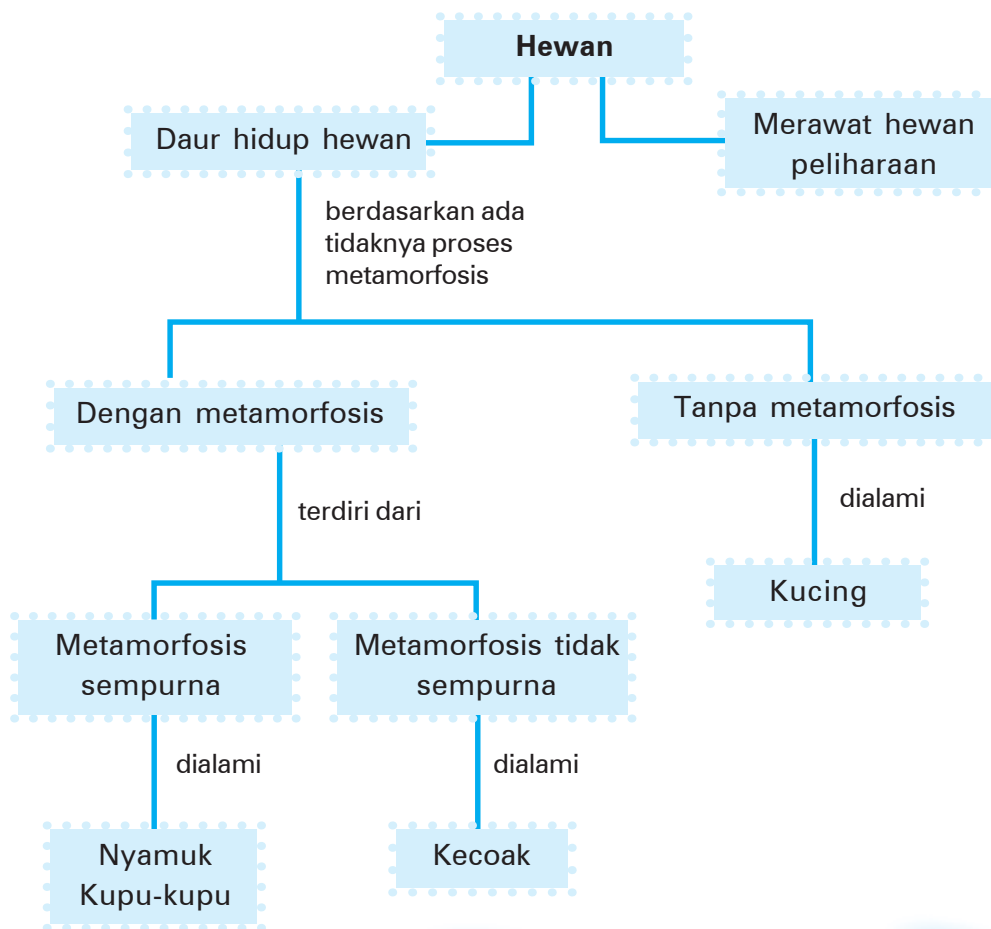 Hewan
Daur hidup hewan
Merawat hewan
peliharaan
berdasarkan ada
tidaknya proses
metamorfosis
Dengan metamorfosis
Tanpa metamorfosis
terdiri dari
dialami
Kucing
Metamorfosis
sempurna
Metamorfosis tidak
sempurna
dialami
dialami
Nyamuk
Kupu-kupu
Kecoak